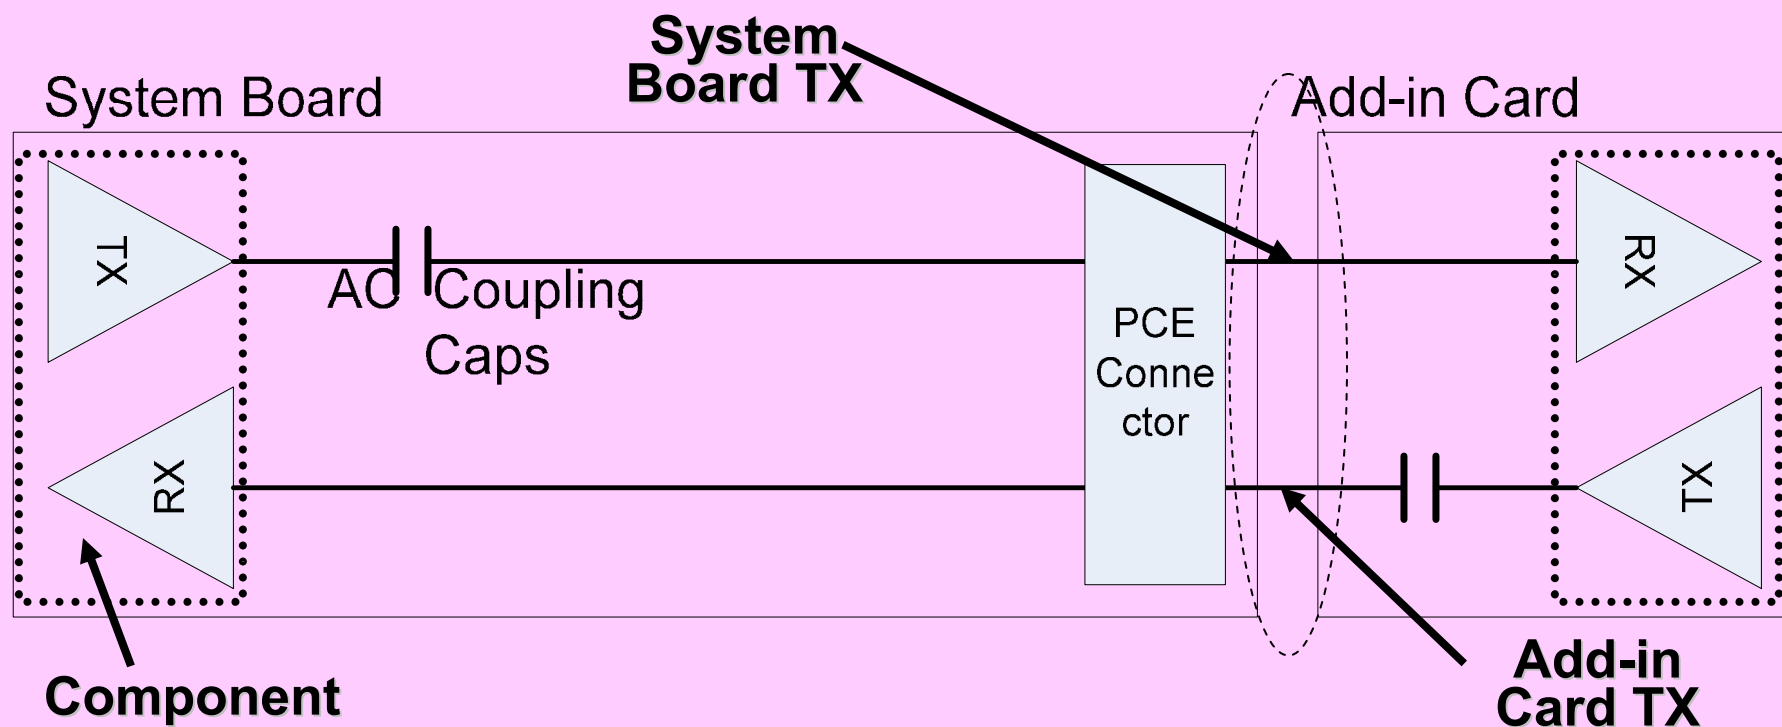 System
Board TX
System Board
Add-in Card
TX
RX
AC Coupling
Caps
PCE
Conne
ctor
RX
TX
Component
Add-in
Card TX